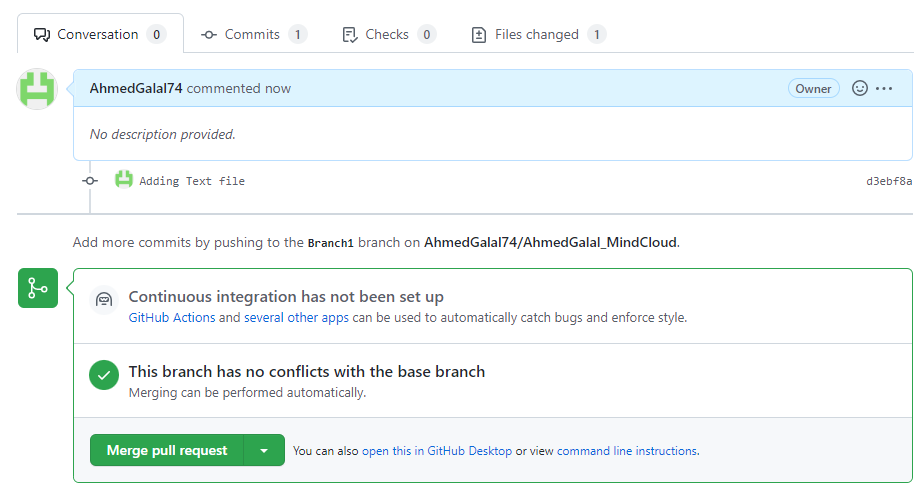 Conversation 0 Commits 1 Checks 0 Files changed 1
AhmedGalal74 commented now Owner
No description provided.
Adding Text file d3ebf8a
Add more commits by pushing to the Branch1 branch on AhmedGalal74/AhmedGalal_MindCloud.
Continuous integration has not been set up
GitHub Actions and several other apps can be used to automatically catch bugs and enforce style.
This branch has no conflicts with the base branch
Merging can be performed automatically.
Merge pull request You can also open this in GitHub Desktop or view command line instructions.